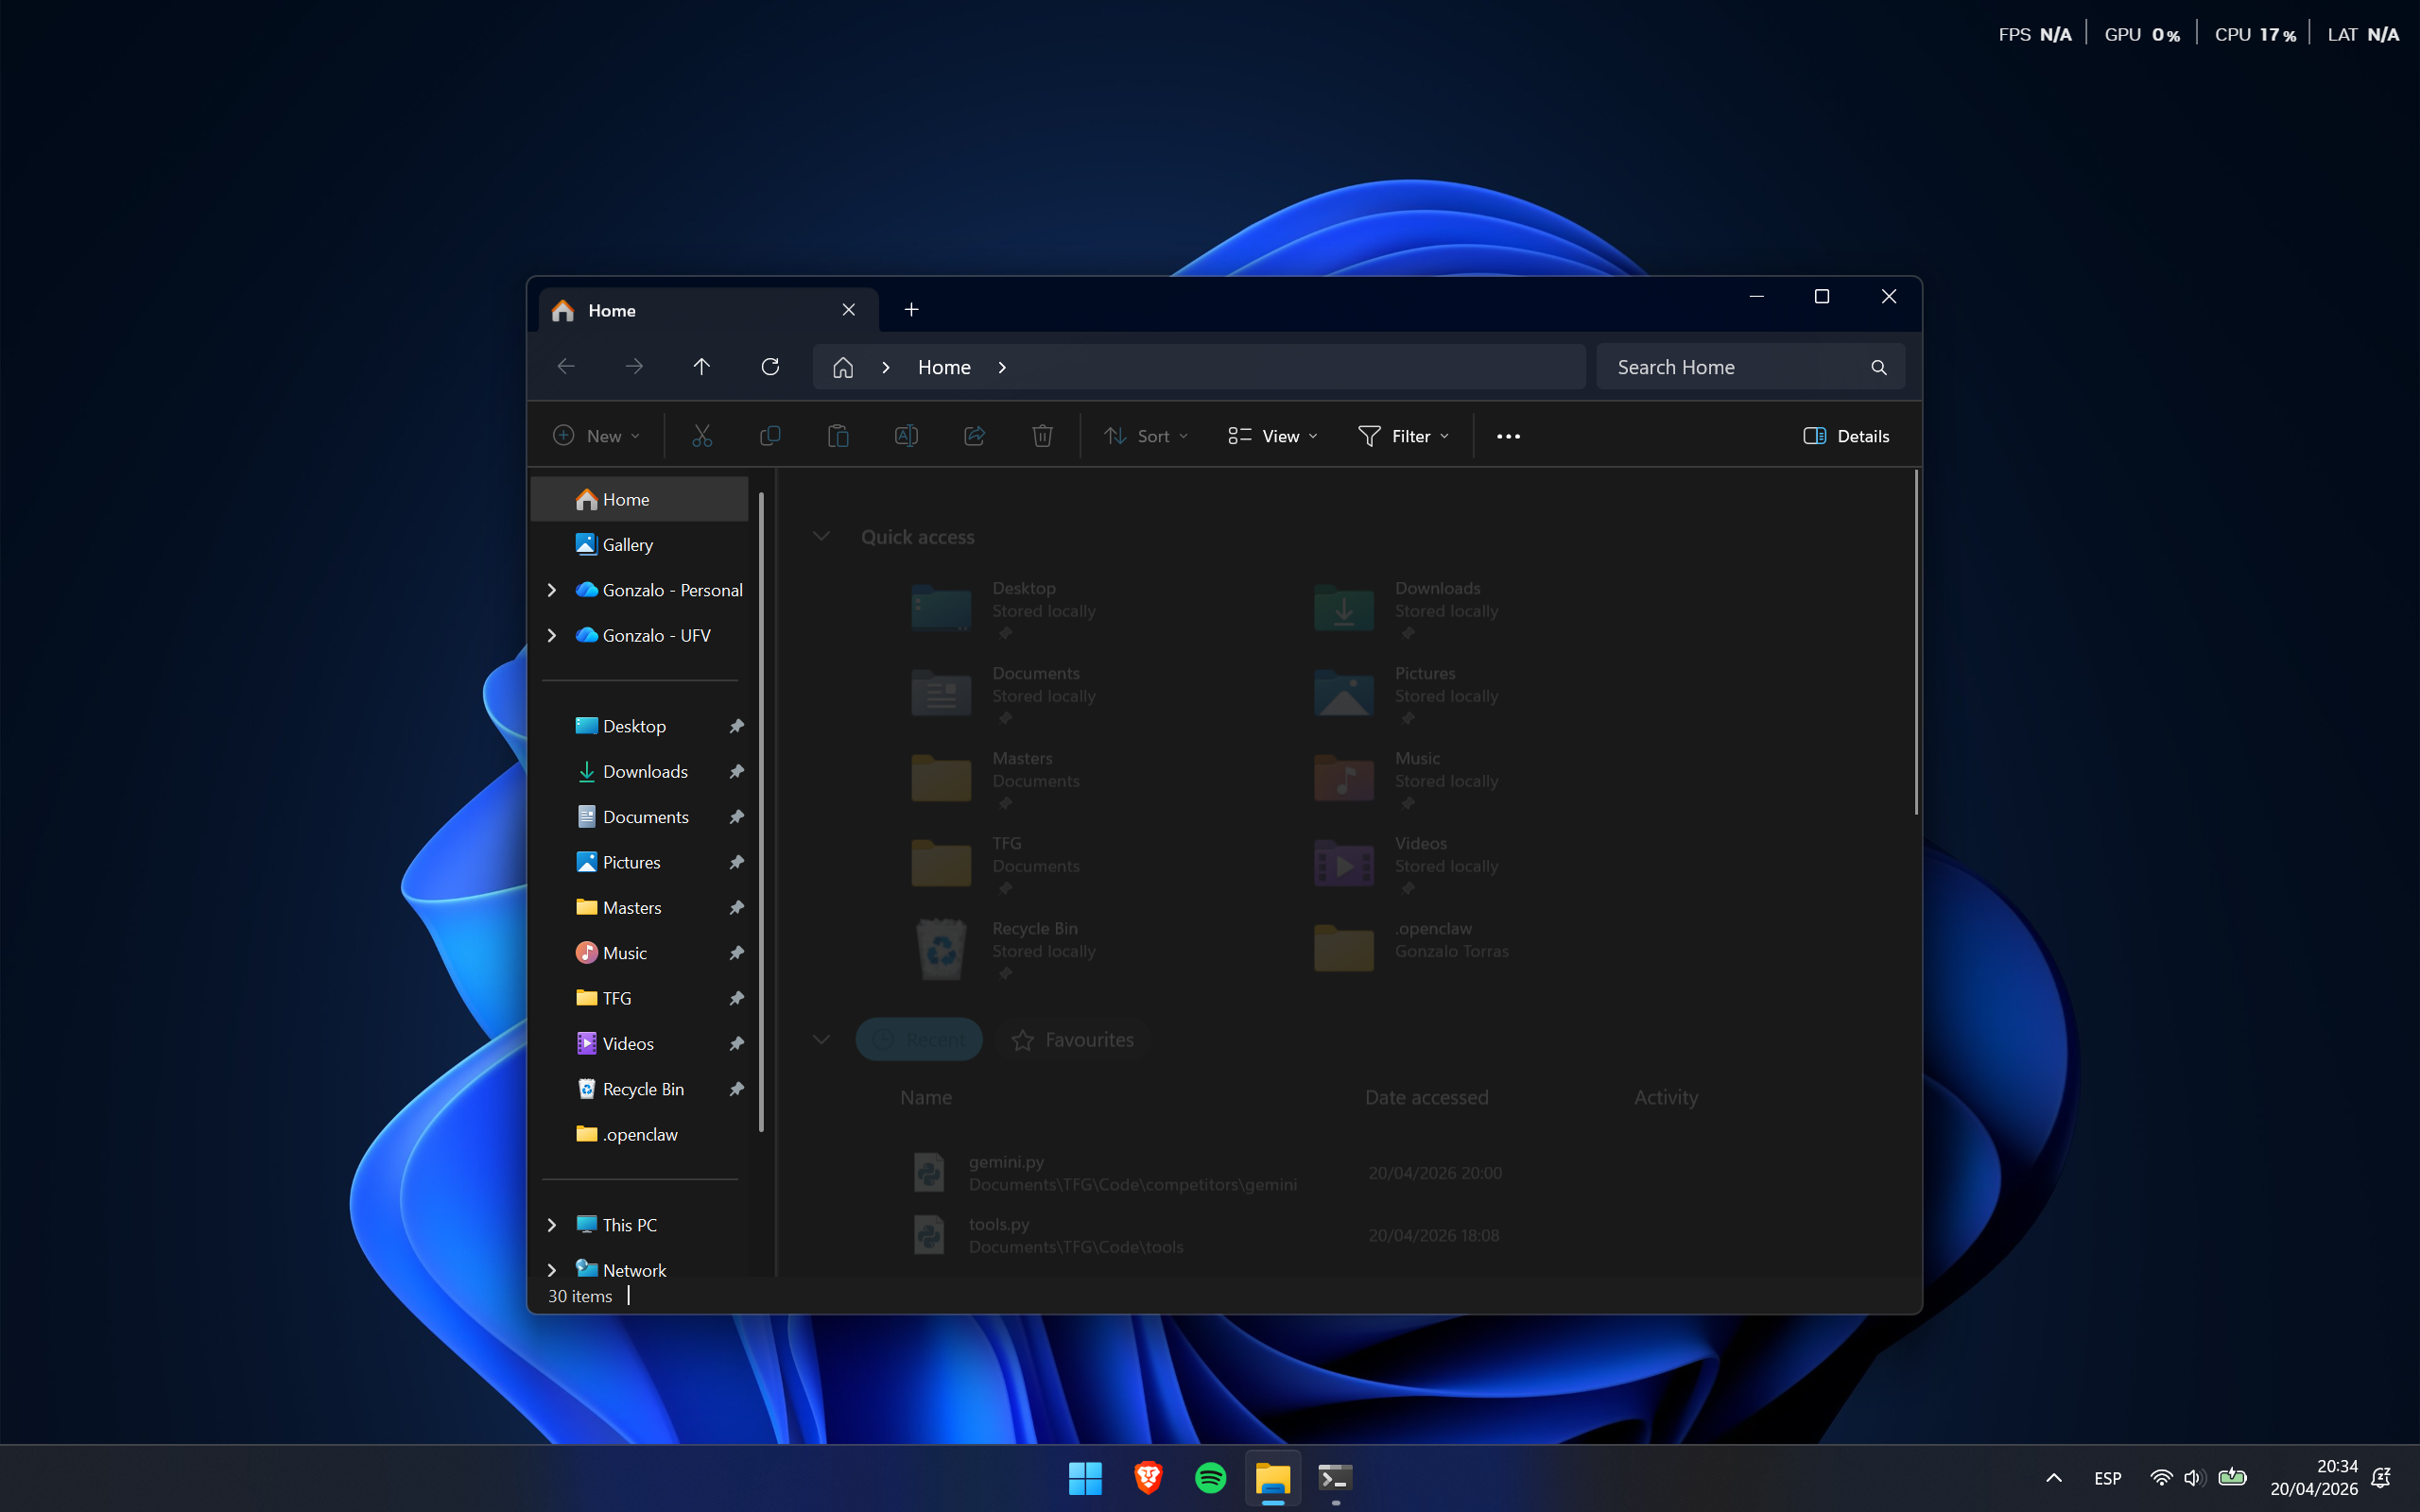 FPS N/A GPU 0% CPU 17% LAT N/A
Home
Home
Search Home
New
Sort
View
Filter
Details
Home
Gallery
Gonzalo - Personal
Gonzalo - UFV
Desktop
Downloads
Documents
Pictures
Masters
Music
TFG
Videos
Recycle Bin
.openclaw
This PC
Network
Quick access
Desktop
Stored locally
Downloads
Stored locally
Documents
Stored locally
Pictures
Stored locally
Masters
Documents
Music
Stored locally
TFG
Documents
Videos
Stored locally
Recycle Bin
Stored locally
.openclaw
Gonzalo Torras
Recent
Favourites
Name Date accessed Activity
gemini.py
Documents\TFG\Code\competitors\gemini
20/04/2026 20:00
tools.py
Documents\TFG\Code\tools
20/04/2026 18:08
30 items
ESP
20:34
20/04/2026